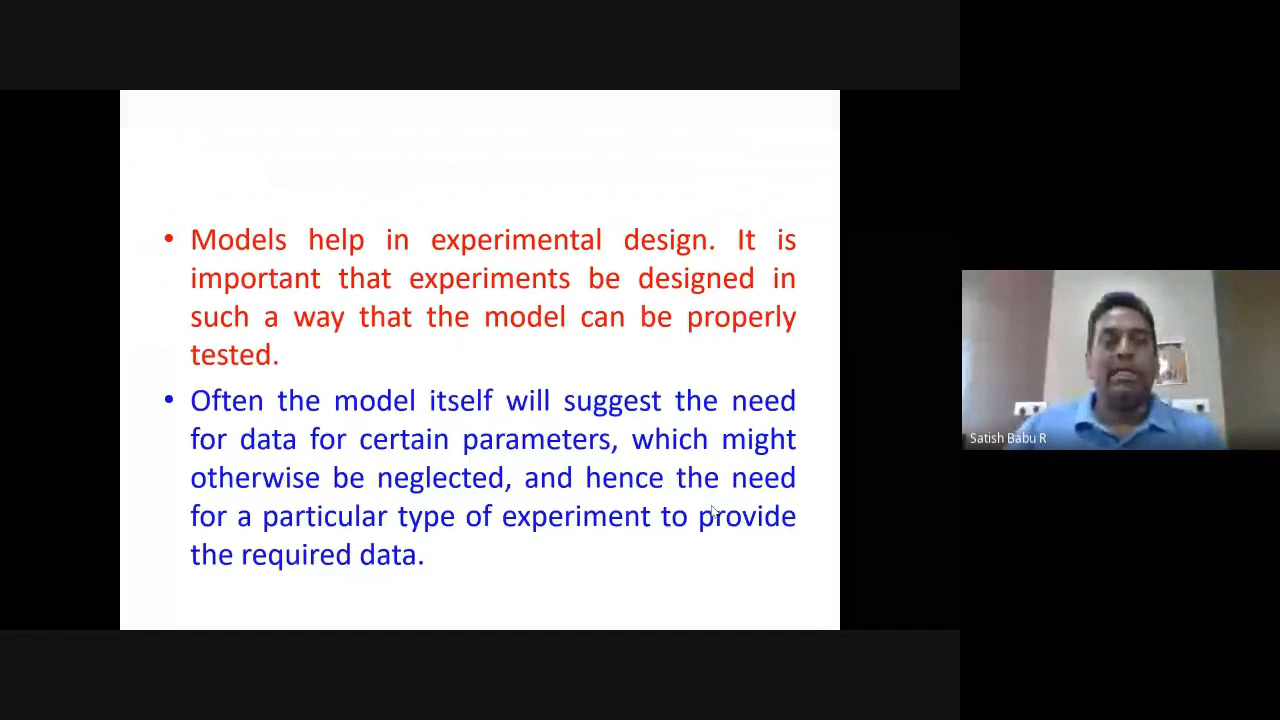 • Models help in experimental design. It is
important that experiments be designed in
such a way that the model can be properly
tested.
• Often the model itself will suggest the need
for data for certain parameters, which might
otherwise be neglected, and hence the need
for a particular type of experiment to provide
the required data.
Satish Babu R